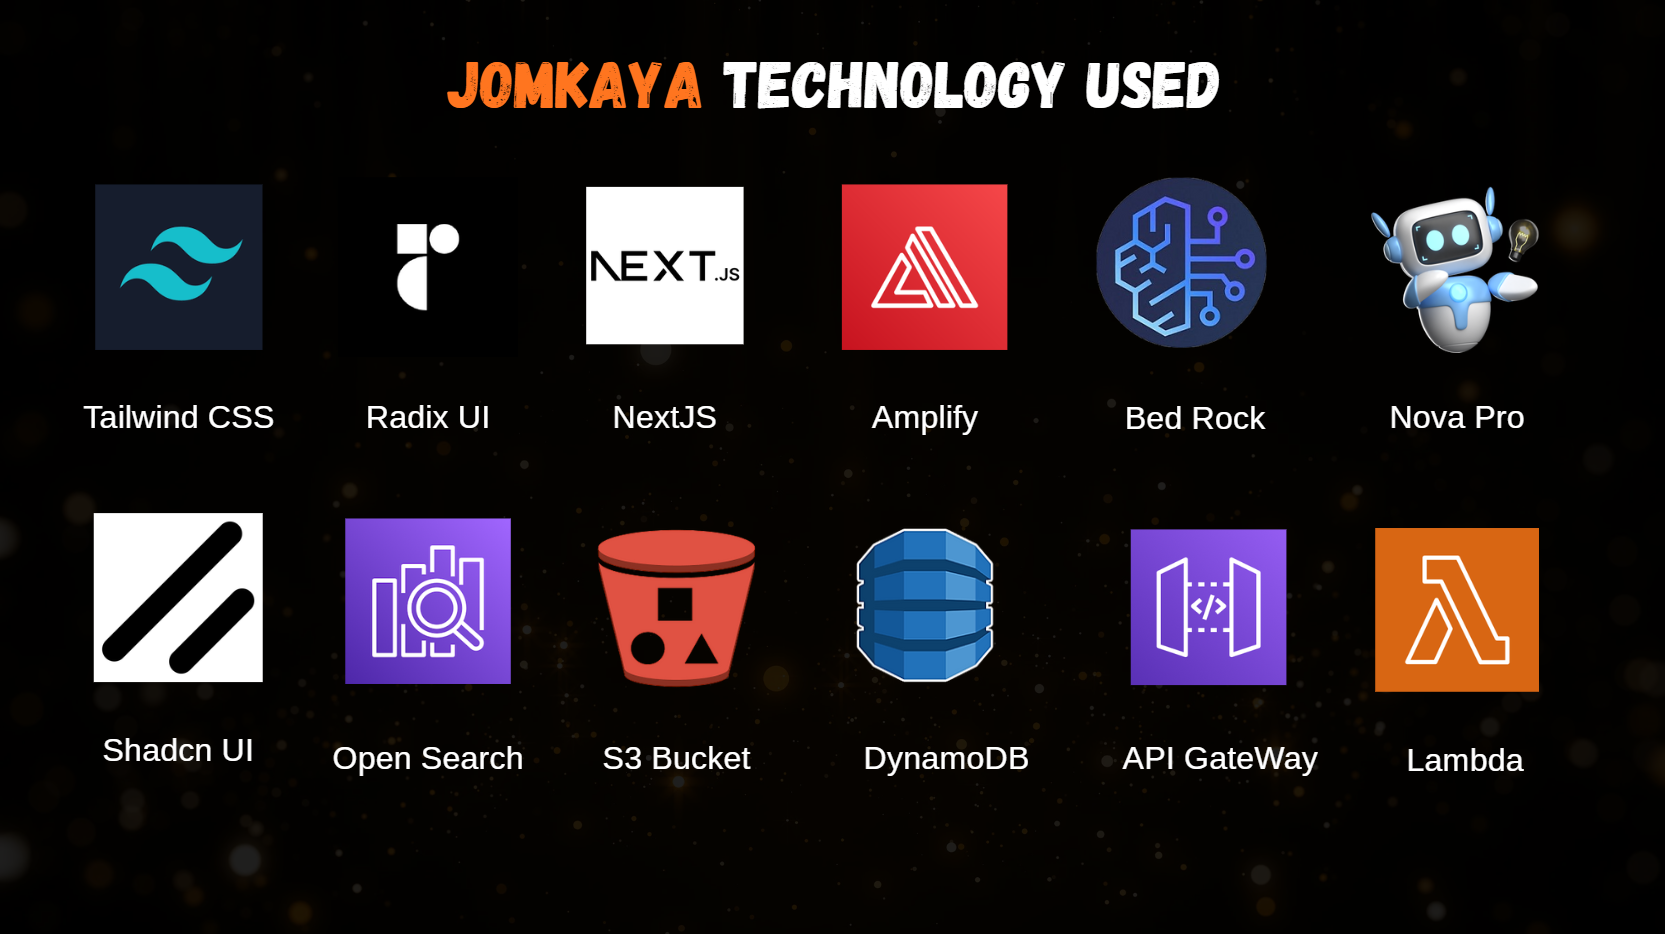 JOMKAYA TECHNOLOGY USED
NEXT.JS
Tailwind CSS
Radix UI
NextJS
Amplify
Bed Rock
Nova Pro
</>
Shadcn UI
Open Search
S3 Bucket
DynamoDB
API GateWay
Lambda